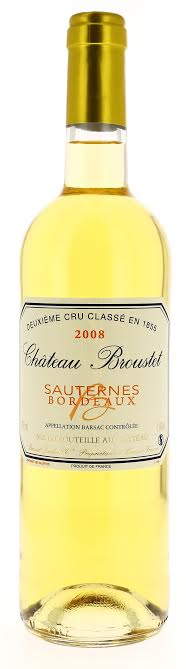 DEUXIÈME CRU CLASSÉ EN 1855
2008
Château Broustet
SAUTERNES
B
BORDEAUX
APPELLATION BARSAC CONTRÔLÉE
MIS EN BOUTEILLE AU CHÂTEAU
PRODUIT DE FRANCE